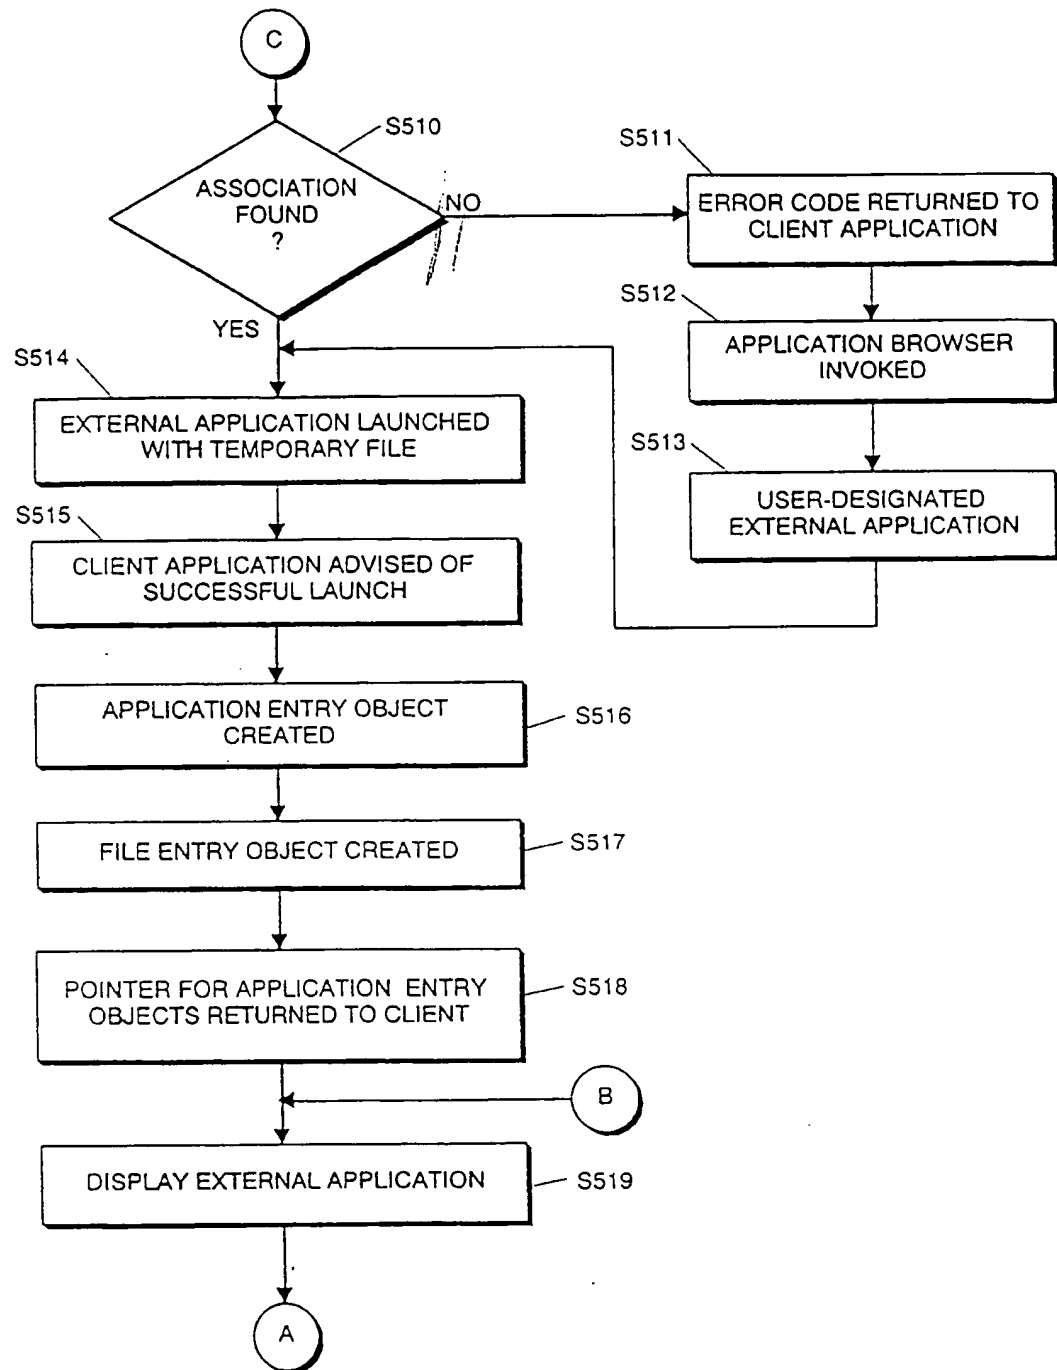 C
S510
ASSOCIATION
FOUND
?
NO
YES
S511
ERROR CODE RETURNED TO
CLIENT APPLICATION
S512
APPLICATION BROWSER
INVOKED
S513
USER-DESIGNATED
EXTERNAL APPLICATION
S514
EXTERNAL APPLICATION LAUNCHED
WITH TEMPORARY FILE
S515
CLIENT APPLICATION ADVISED OF
SUCCESSFUL LAUNCH
APPLICATION ENTRY OBJECT
CREATED
S516
FILE ENTRY OBJECT CREATED
S517
POINTER FOR APPLICATION ENTRY
OBJECTS RETURNED TO CLIENT
S518
B
DISPLAY EXTERNAL APPLICATION
S519
A